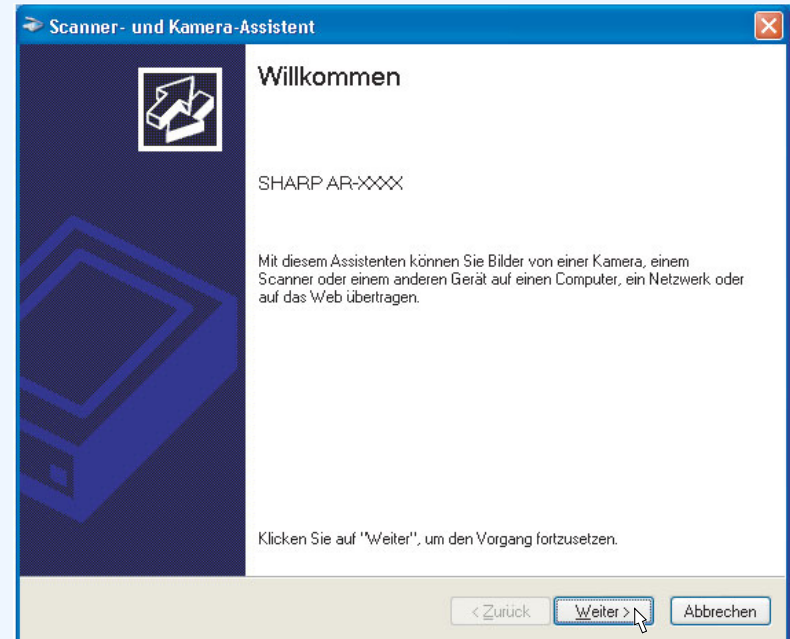 Scanner- und Kamera-Assistent
Willkommen
SHARP AR-XXXX
Mit diesem Assistenten können Sie Bilder von einer Kamera, einem
Scanner oder einem anderen Gerät auf einen Computer, ein Netzwerk oder
auf das Web übertragen.
Klicken Sie auf "Weiter", um den Vorgang fortzusetzen.
< Zurück Weiter > Abbrechen